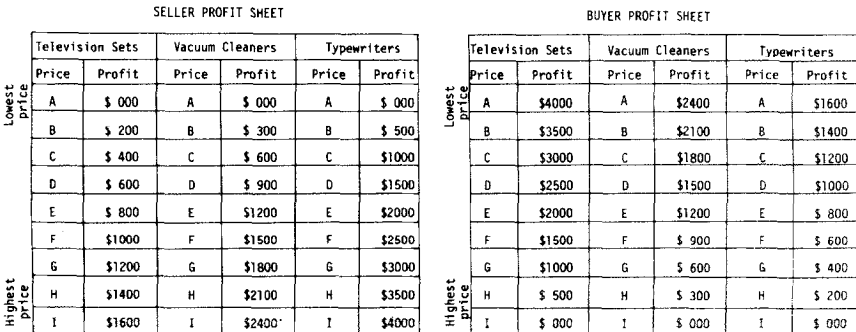 SELLER PROFIT SHEET
Television Sets Vacuum Cleaners Typewriters
Price Profit Price Profit Price Profit
Lowest price
A $ 000 A $ 000 A $ 000
B $ 200 B $ 300 B $ 500
C $ 400 C $ 600 C $1000
D $ 600 D $ 900 D $1500
E $ 800 E $1200 E $2000
F $1000 F $1500 F $2500
G $1200 G $1800 G $3000
Highest price
H $1400 H $2100 H $3500
I $1600 I $2400 I $4000
BUYER PROFIT SHEET
Television Sets Vacuum Cleaners Typewriters
Price Profit Price Profit Price Profit
Lowest price
A $4000 A $2400 A $1600
B $3500 B $2100 B $1400
C $3000 C $1800 C $1200
D $2500 D $1500 D $1000
E $2000 E $1200 E $ 800
F $1500 F $ 900 F $ 600
G $1000 G $ 600 G $ 400
Highest price
H $ 500 H $ 300 H $ 200
I $ 000 I $ 000 I $ 000